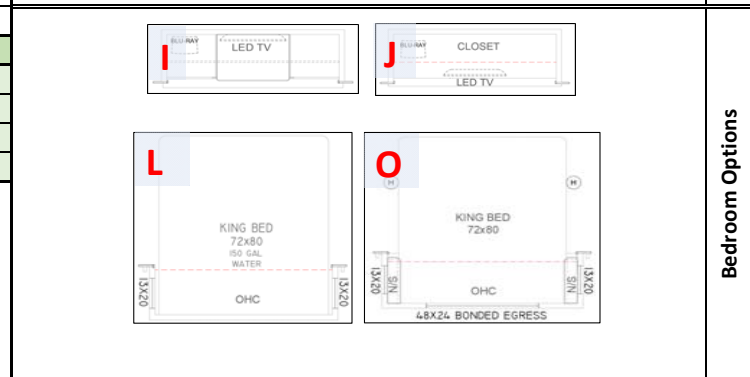 I
BLU-RAY
LED TV
J
BLU-RAY
CLOSET
LED TV
L
KING BED
72x80
150 GAL
WATER
13X20
OHC
13X20
O
H
H
KING BED
72x80
13X20
S/N
OHC
S/N
13X20
48X24 BONDED EGRESS
Bedroom Options